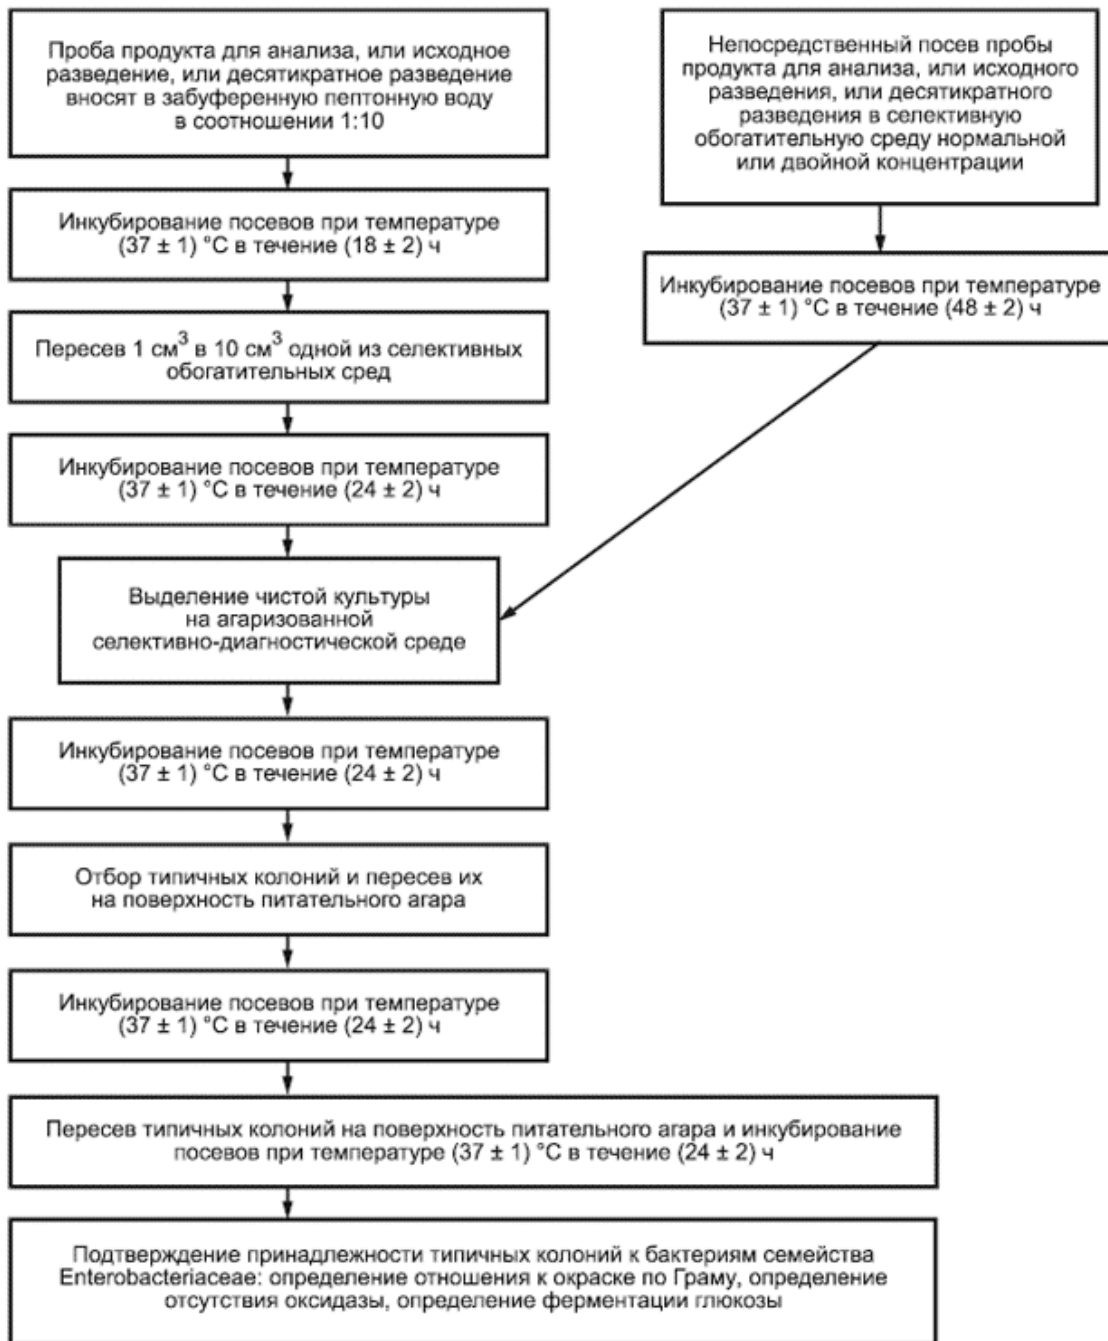 Проба продукта для анализа, или исходное
разведение, или десятикратное разведение
вносят в забуференную пептонную воду
в соотношении 1:10
Непосредственный посев пробы
продукта для анализа, или исходного
разведения, или десятикратного
разведения в селективную
обогатительную среду нормальной
или двойной концентрации
Инкубирование посевов при температуре
(37 ± 1) °С в течение (18 ± 2) ч
Инкубирование посевов при температуре
(37 ± 1) °С в течение (48 ± 2) ч
Пересев 1 см³ в 10 см³ одной из селективных
обогатительных сред
Инкубирование посевов при температуре
(37 ± 1) °С в течение (24 ± 2) ч
Выделение чистой культуры
на агаризованной
селективно-диагностической среде
Инкубирование посевов при температуре
(37 ± 1) °С в течение (24 ± 2) ч
Отбор типичных колоний и пересев их
на поверхность питательного агара
Инкубирование посевов при температуре
(37 ± 1) °С в течение (24 ± 2) ч
Пересев типичных колоний на поверхность питательного агара и инкубирование
посевов при температуре (37 ± 1) °С в течение (24 ± 2) ч
Подтверждение принадлежности типичных колоний к бактериям семейства
Enterobacteriaceae: определение отношения к окраске по Граму, определение
отсутствия оксидазы, определение ферментации глюкозы